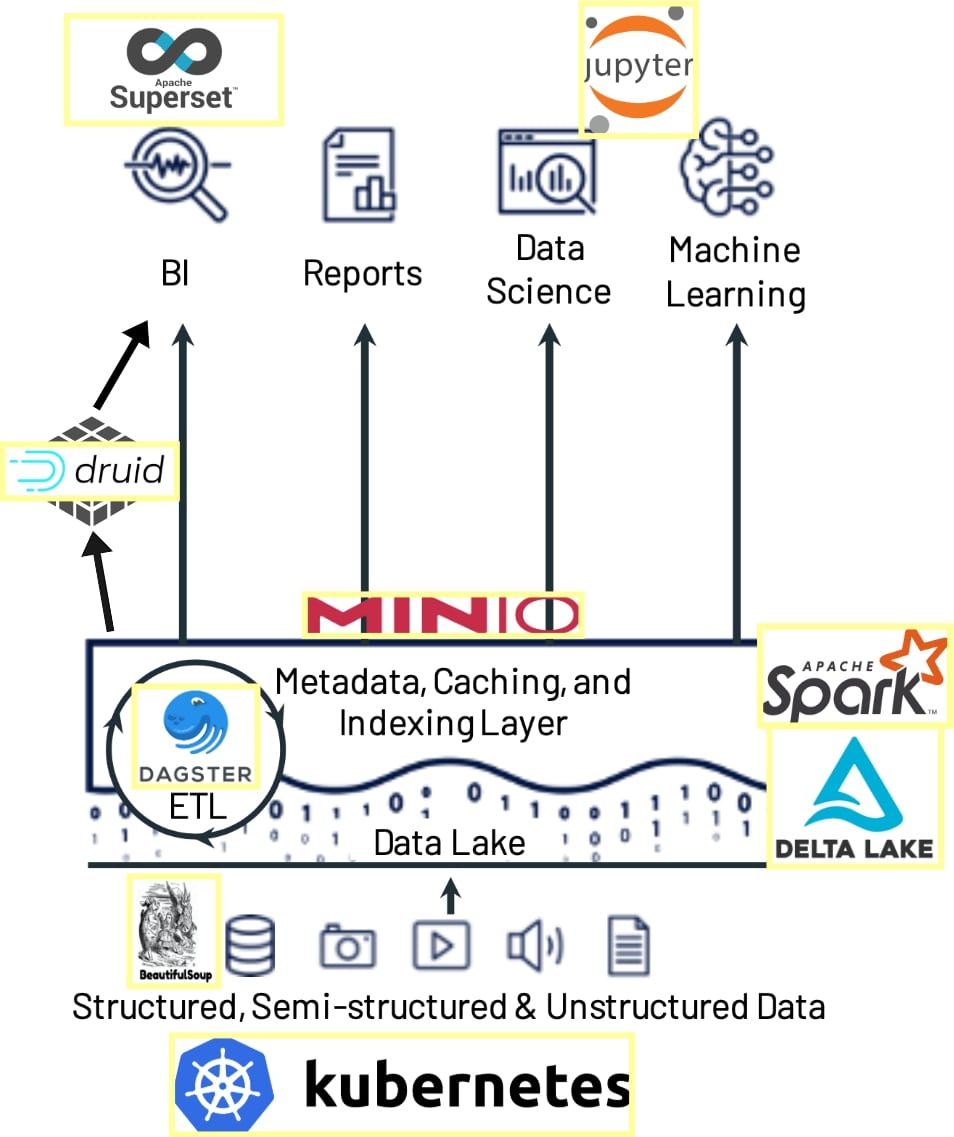 Apache
Superset™
jupyter
BI
Reports
Data
Science
Machine
Learning
druid
MINIO
APACHE
Spark™
Metadata, Caching, and
Indexing Layer
DAGSTER
ETL
Data Lake
DELTA LAKE
BeautifulSoup
Structured, Semi-structured & Unstructured Data
kubernetes